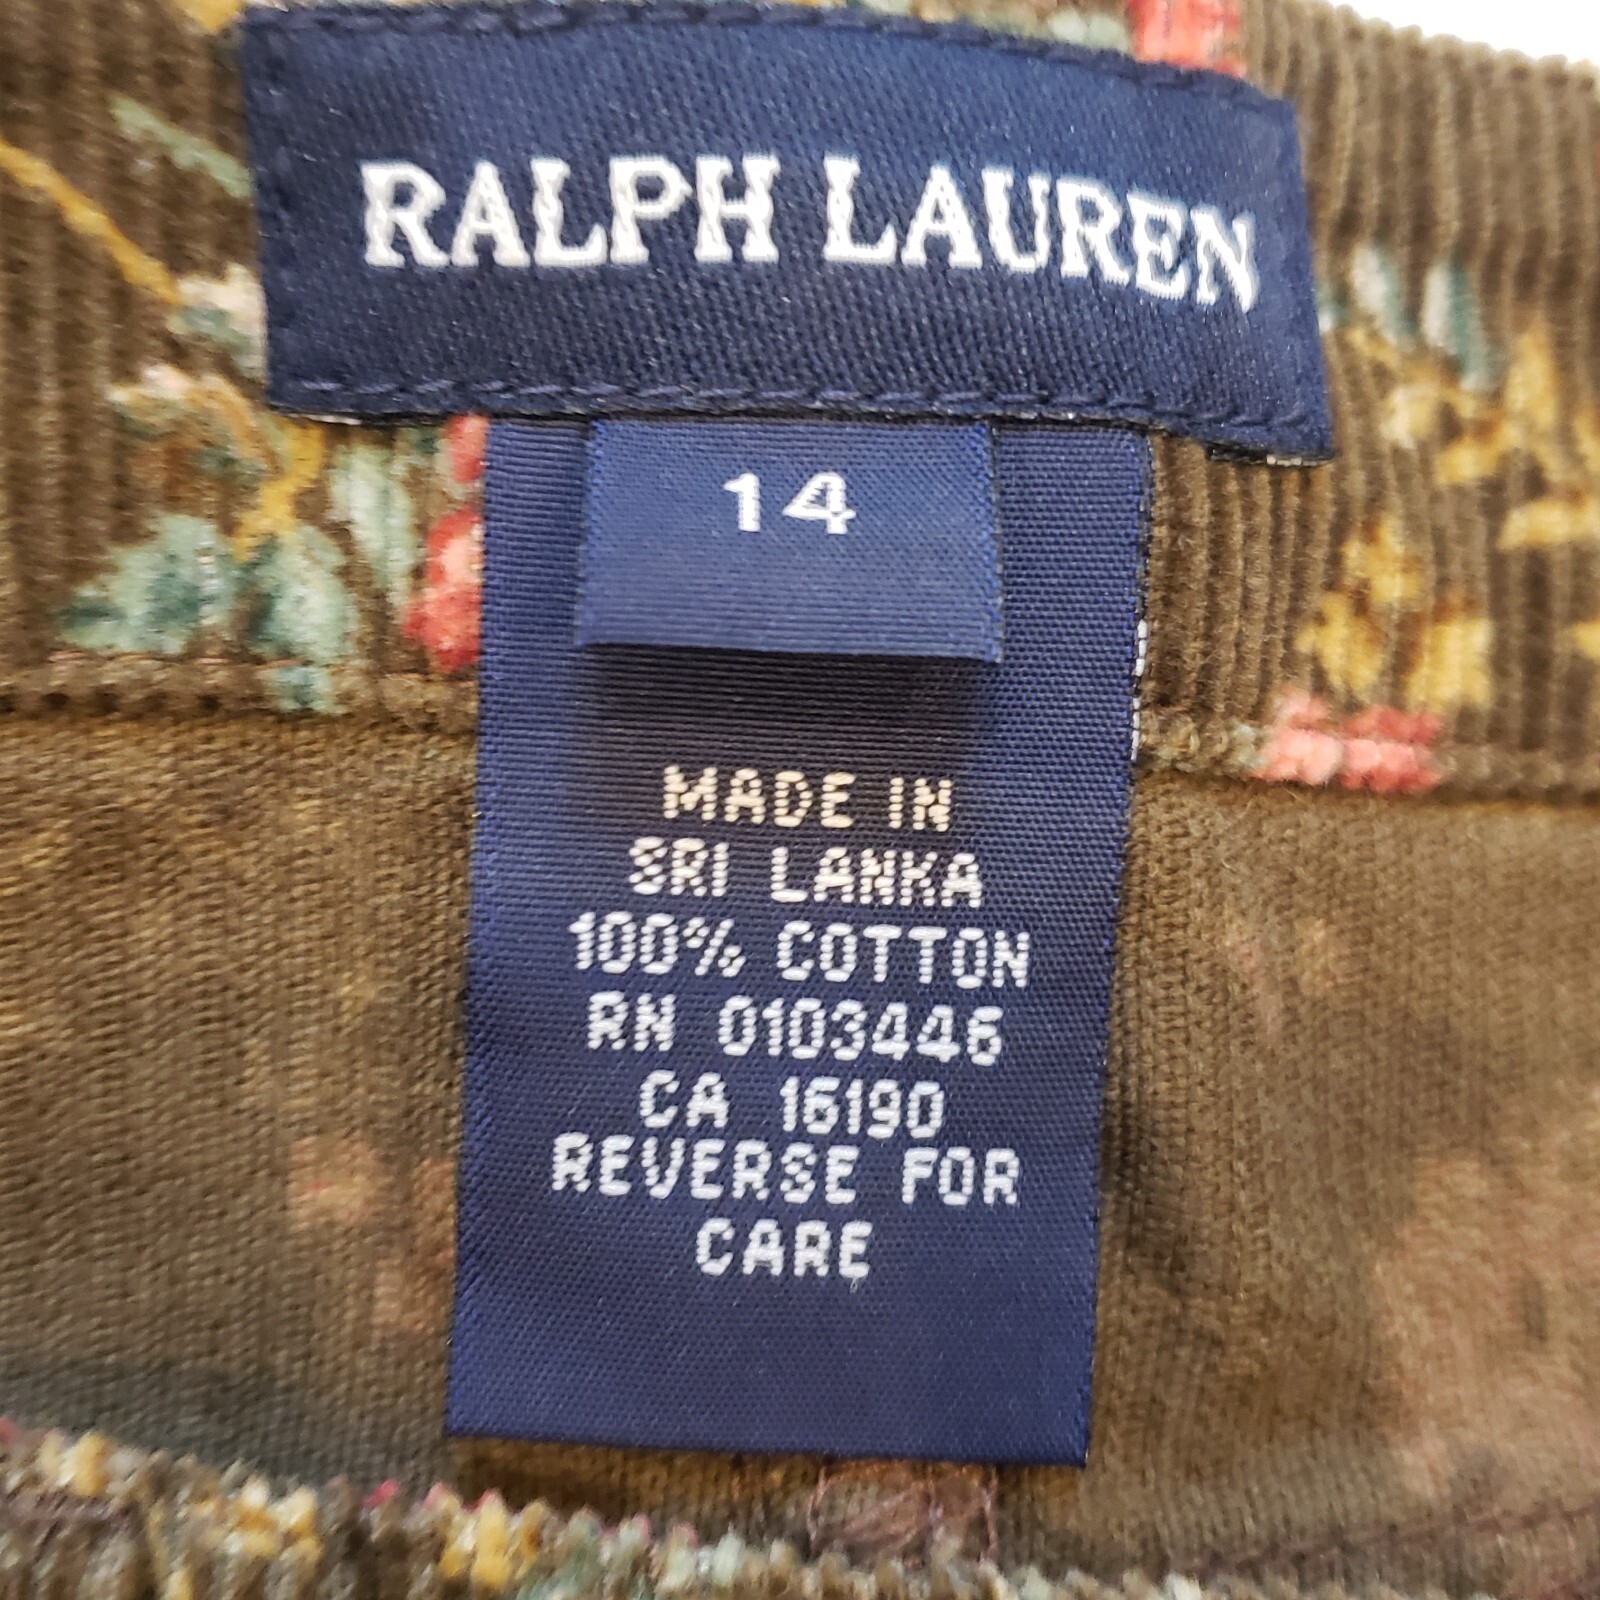 RALPH LAUREN
14
MADE IN
SRI LANKA
100% COTTON
RN 0103446
CA 16190
REVERSE FOR
CARE